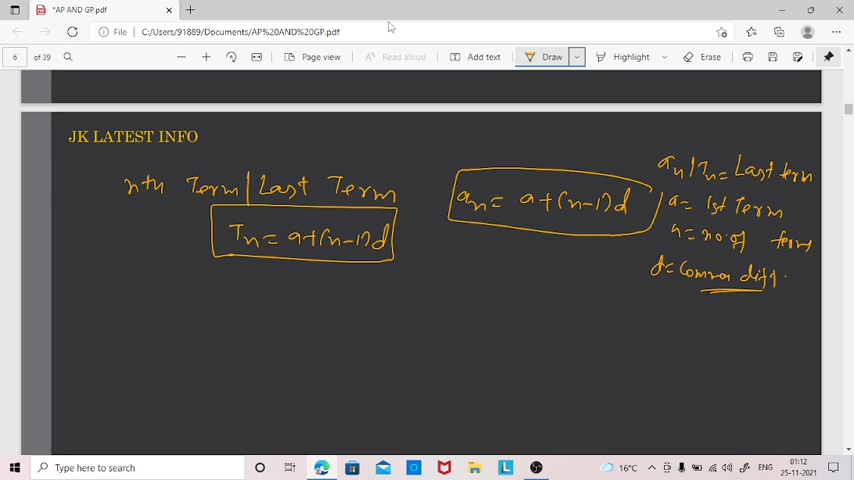 *AP AND GP.pdf
File C:/Users/91889/Documents/AP%20AND%20GP.pdf
6 of 39 Page view Read aloud Add text Draw Highlight Erase
JK LATEST INFO
nth Term | Last Term
Tn = a+(n-1)d
an = a+(n-1)d
an / Tn = Last term
a = 1st Term
n = no. of terms
d = Common diff.
Type here to search
16°C ENG
01:12
25-11-2021